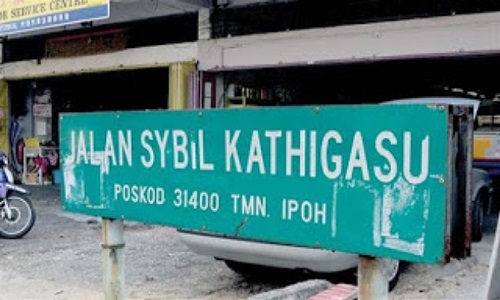 SERVICE CENTRE
JALAN SYBIL KATHIGASU
POSKOD 31400 TMN. IPOH